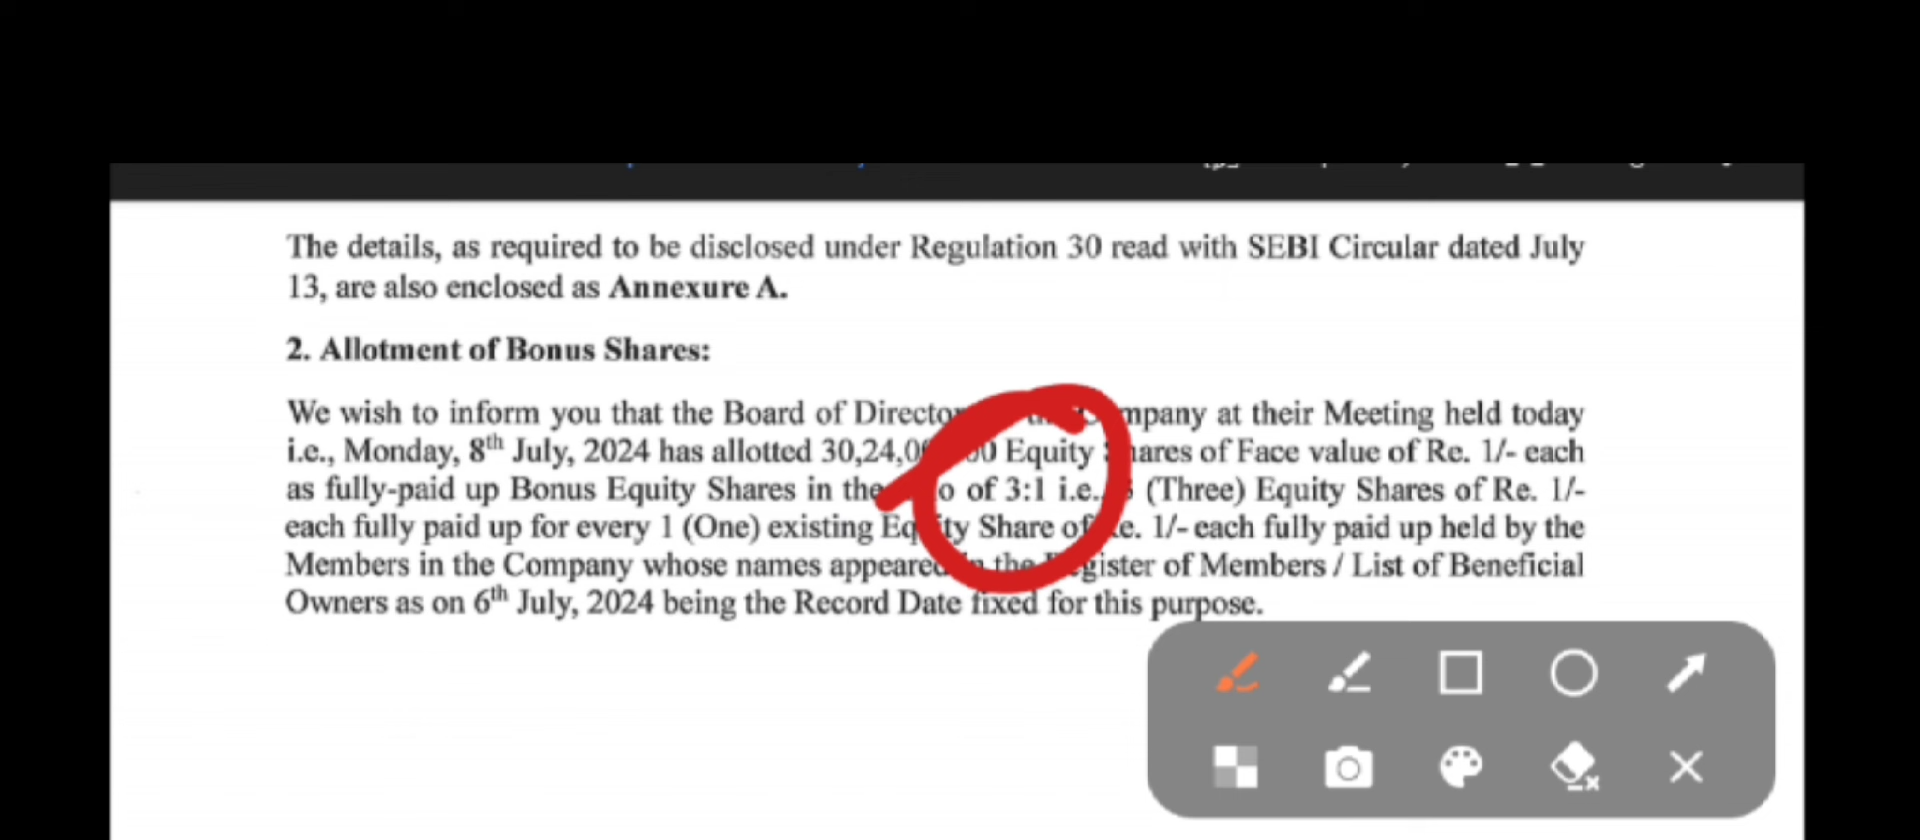 The details, as required to be disclosed under Regulation 30 read with SEBI Circular dated July
13, are also enclosed as Annexure A.
2. Allotment of Bonus Shares:
We wish to inform you that the Board of at their Meeting held today
i.e., Monday, 8th July, 2024 has allotted Equity of Face value of Re. 1/- each
as fully-paid up Bonus Equity Shares in the of 3:1 i.e., (Three) Equity Shares of Re. 1/-
each fully paid up for every 1 (One) existing Equity Share of 1/- each fully paid up held by the
Members in the Company whose names appeared the Register of Members / List of Beneficial
Owners as on 6th July, 2024 being the Record Date fixed for this purpose.